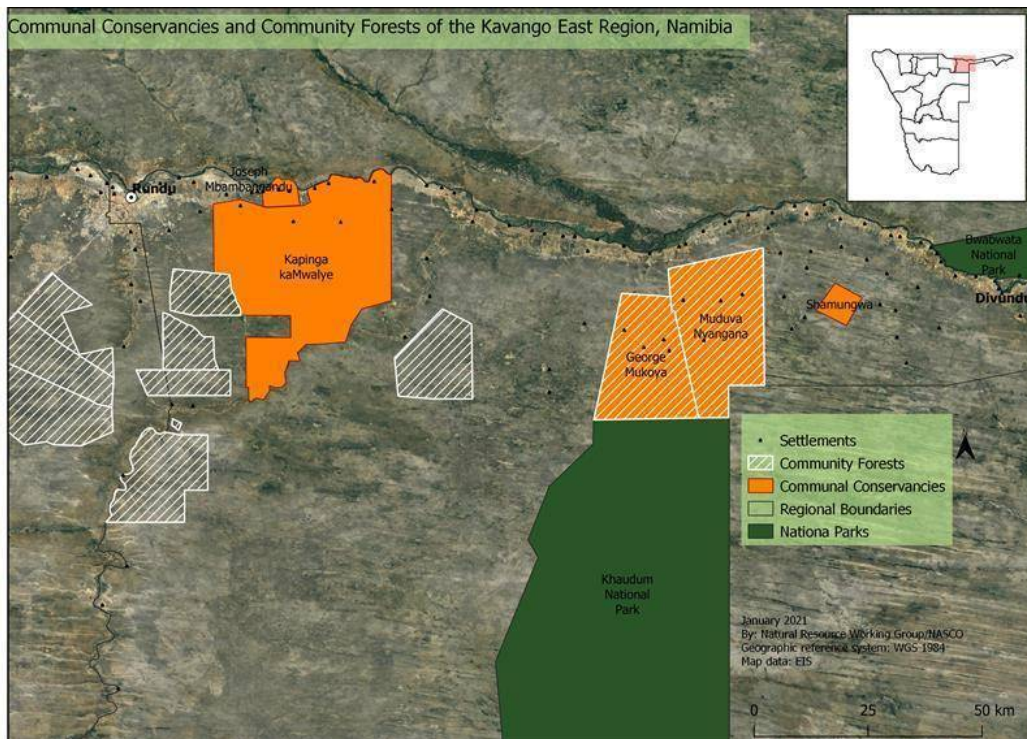 Communal Conservancies and Community Forests of the Kavango East Region, Namibia
Rundu
Joseph
Mbambangandu
Kapinga
kaMwalye
Bwabwata
National
Park
Divundu
Shamungwa
Muduva
Nyangana
George
Mukoya
Settlements
Community Forests
Communal Conservancies
Regional Boundaries
Nationa Parks
Khaudum
National
Park
January 2021
By: Natural Resource Working Group/NASCO
Geographic reference system: WGS 1984
Map data: EIS
0 25 50 km